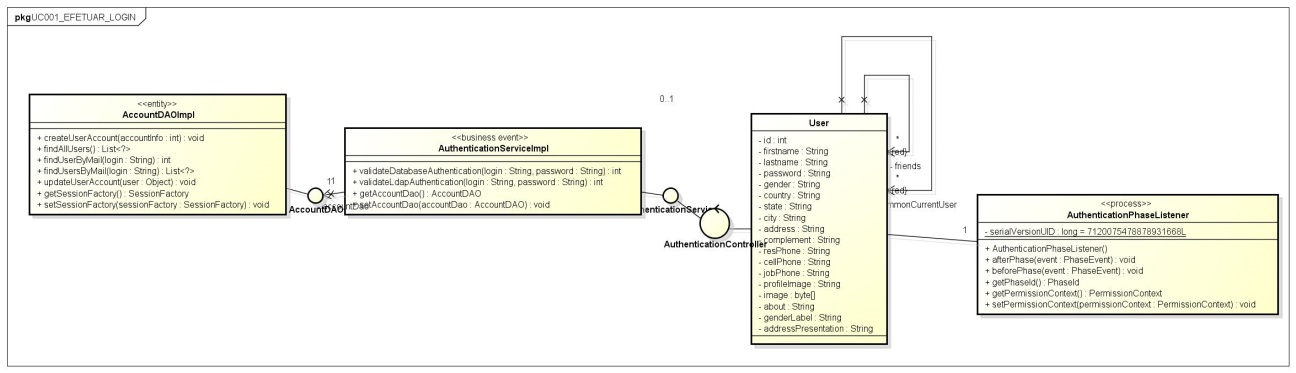 pkg UC001_EFETUAR_LOGIN
<<entity>>
AccountDAOImpl
+ createUserAccount(accountInfo : int) : void
+ findAllUsers() : List<?>
+ findUserByMail(login : String) : int
+ findUsersByMail(login : String) : List<?>
+ updateUserAccount(user : Object) : void
+ getSessionFactory() : SessionFactory
+ setSessionFactory(sessionFactory : SessionFactory) : void
AccountDAO
<<business event>>
AuthenticationServiceImpl
+ validateDatabaseAuthentication(login : String, password : String) : int
+ validateLdapAuthentication(login : String, password : String) : int
+ getAccountDao() : AccountDAO
+ setAccountDao(accountDao : AccountDAO) : void
0..1
AuthenticationController
User
- id : int
- firstname : String
- lastname : String
- password : String
- gender : String
- country : String
- state : String
- city : String
- address : String
- complement : String
- resPhone : String
- cellPhone : String
- jobPhone : String
- profileImage : String
- image : byte[]
- about : String
- genderLabel : String
- addressPresentation : String
*
- friends
*
1
<<process>>
AuthenticationPhaseListener
- serialVersionUID : long = 7120075478878931668L
+ AuthenticationPhaseListener()
+ afterPhase(event : PhaseEvent) : void
+ beforePhase(event : PhaseEvent) : void
+ getPhaseId() : PhaseId
+ getPermissionContext() : PermissionContext
+ setPermissionContext(permissionContext : PermissionContext) : void